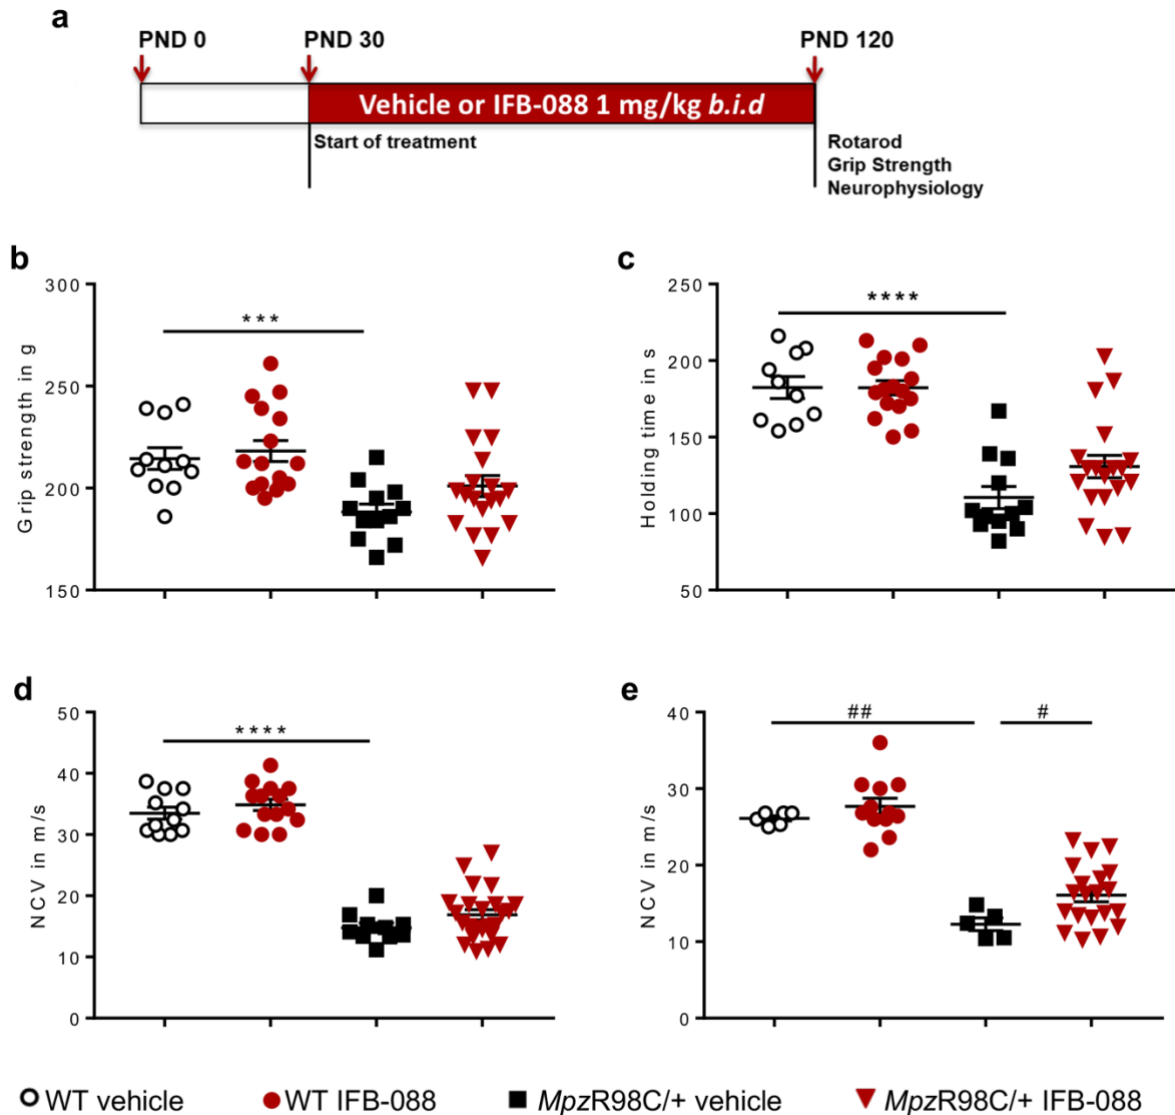 a
PND 0 PND 30 PND 120
Vehicle or IFB-088 1 mg/kg b.i.d
Start of treatment
Rotarod
Grip Strength
Neurophysiology
b
Grip strength in g
300
250
200
150
***
c
Holding time in s
250
200
150
100
50
****
d
NCV in m/s
50
40
30
20
10
0
****
e
NCV in m/s
40
30
20
10
0
## #
WT vehicle WT IFB-088 MpzR98C/+ vehicle MpzR98C/+ IFB-088